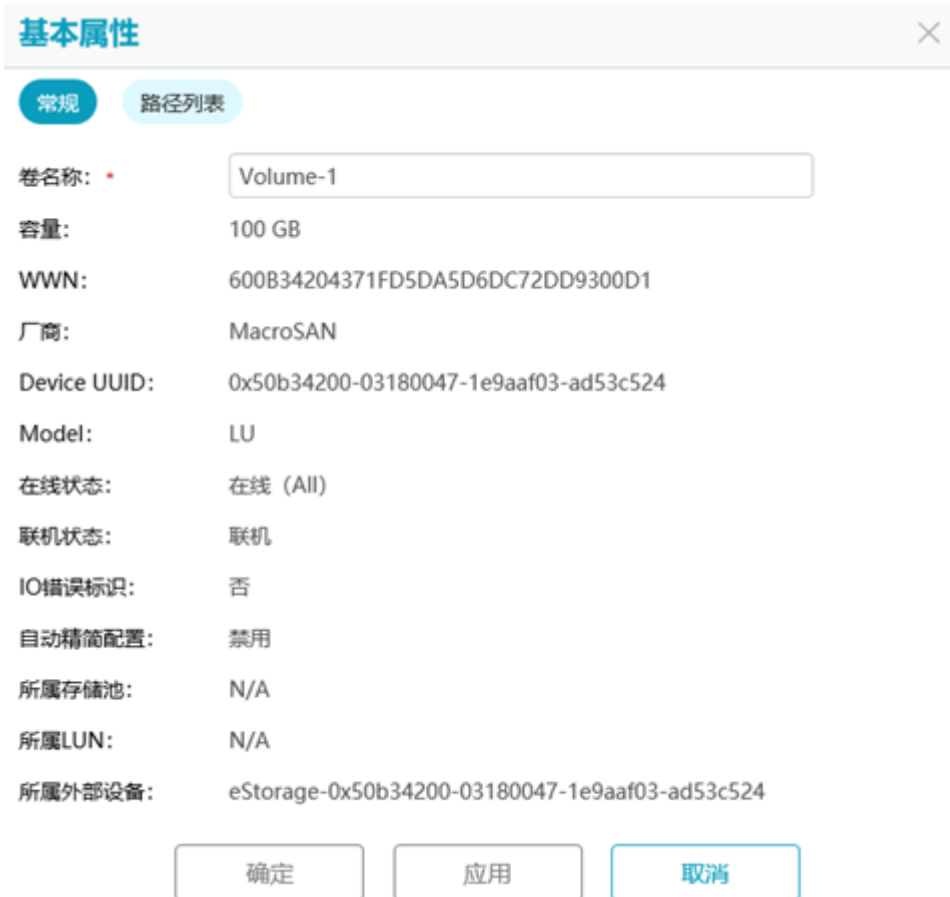 基本属性
常规 路径列表
卷名称： * Volume-1
容量： 100 GB
WWN： 600B34204371FD5DA5D6DC72DD9300D1
厂商： MacroSAN
Device UUID： 0x50b34200-03180047-1e9aaf03-ad53c524
Model： LU
在线状态： 在线（All）
联机状态： 联机
IO错误标识： 否
自动精简配置： 禁用
所属存储池： N/A
所属LUN： N/A
所属外部设备： eStorage-0x50b34200-03180047-1e9aaf03-ad53c524
确定 应用 取消